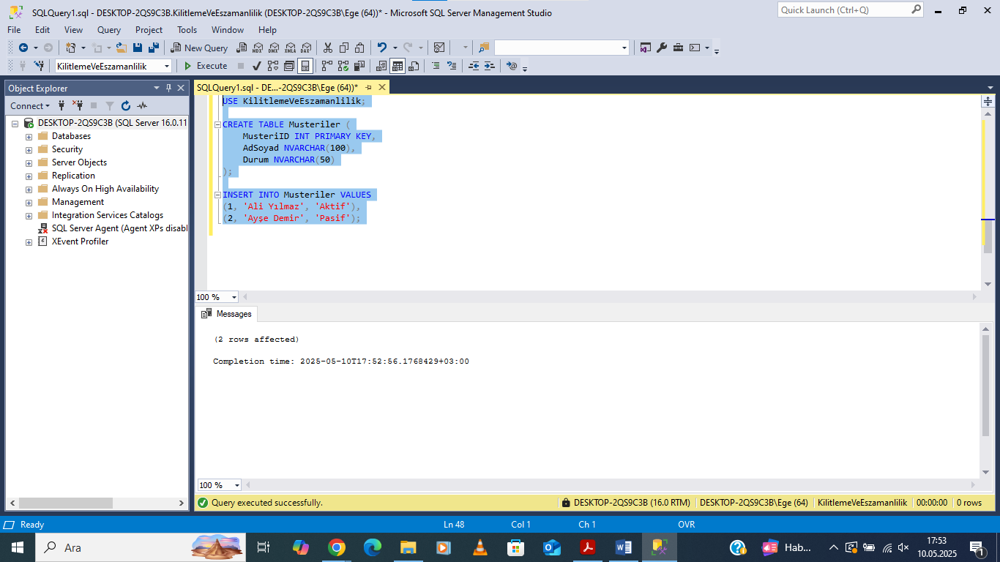 SQLQuery1.sql - DESKTOP-2QS9C3B.KilitlemeVeEszamanlilik (DESKTOP-2QS9C3B\Ege (64))* - Microsoft SQL Server Management Studio
Quick Launch (Ctrl+Q)
File Edit View Query Project Tools Window Help
New Query MDX DMX XMLA DAX
KilitlemeVeEszamanlilik Execute
Object Explorer
SQLQuery1.sql - DE...-2QS9C3B\Ege (64))*
Connect
DESKTOP-2QS9C3B (SQL Server 16.0.11
Databases
Security
Server Objects
Replication
Always On High Availability
Management
Integration Services Catalogs
SQL Server Agent (Agent XPs disabl
XEvent Profiler
USE KilitlemeVeEszamanlilik;
CREATE TABLE Musteriler (
MusteriID INT PRIMARY KEY,
AdSoyad NVARCHAR(100),
Durum NVARCHAR(50)
);
INSERT INTO Musteriler VALUES
(1, 'Ali Yılmaz', 'Aktif'),
(2, 'Ayşe Demir', 'Pasif');
100 %
Messages
(2 rows affected)
Completion time: 2025-05-10T17:52:56.1768429+03:00
100 %
Query executed successfully. DESKTOP-2QS9C3B (16.0 RTM) DESKTOP-2QS9C3B\Ege (64) KilitlemeVeEszamanlilik 00:00:00 0 rows
Ready Ln 48 Col 1 Ch 1 OVR
Ara
Hab...
17:53
10.05.2025
1